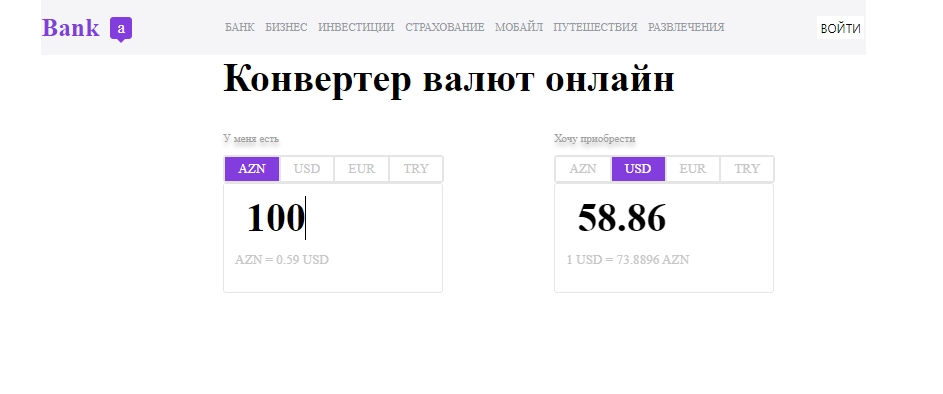 Bank a БАНК БИЗНЕС ИНВЕСТИЦИИ СТРАХОВАНИЕ МОБАЙЛ ПУТЕШЕСТВИЯ РАЗВЛЕЧЕНИЯ ВОЙТИ
Конвертер валют онлайн
У меня есть
AZN USD EUR TRY
100
AZN = 0.59 USD
Хочу приобрести
AZN USD EUR TRY
58.86
1 USD = 73.8896 AZN